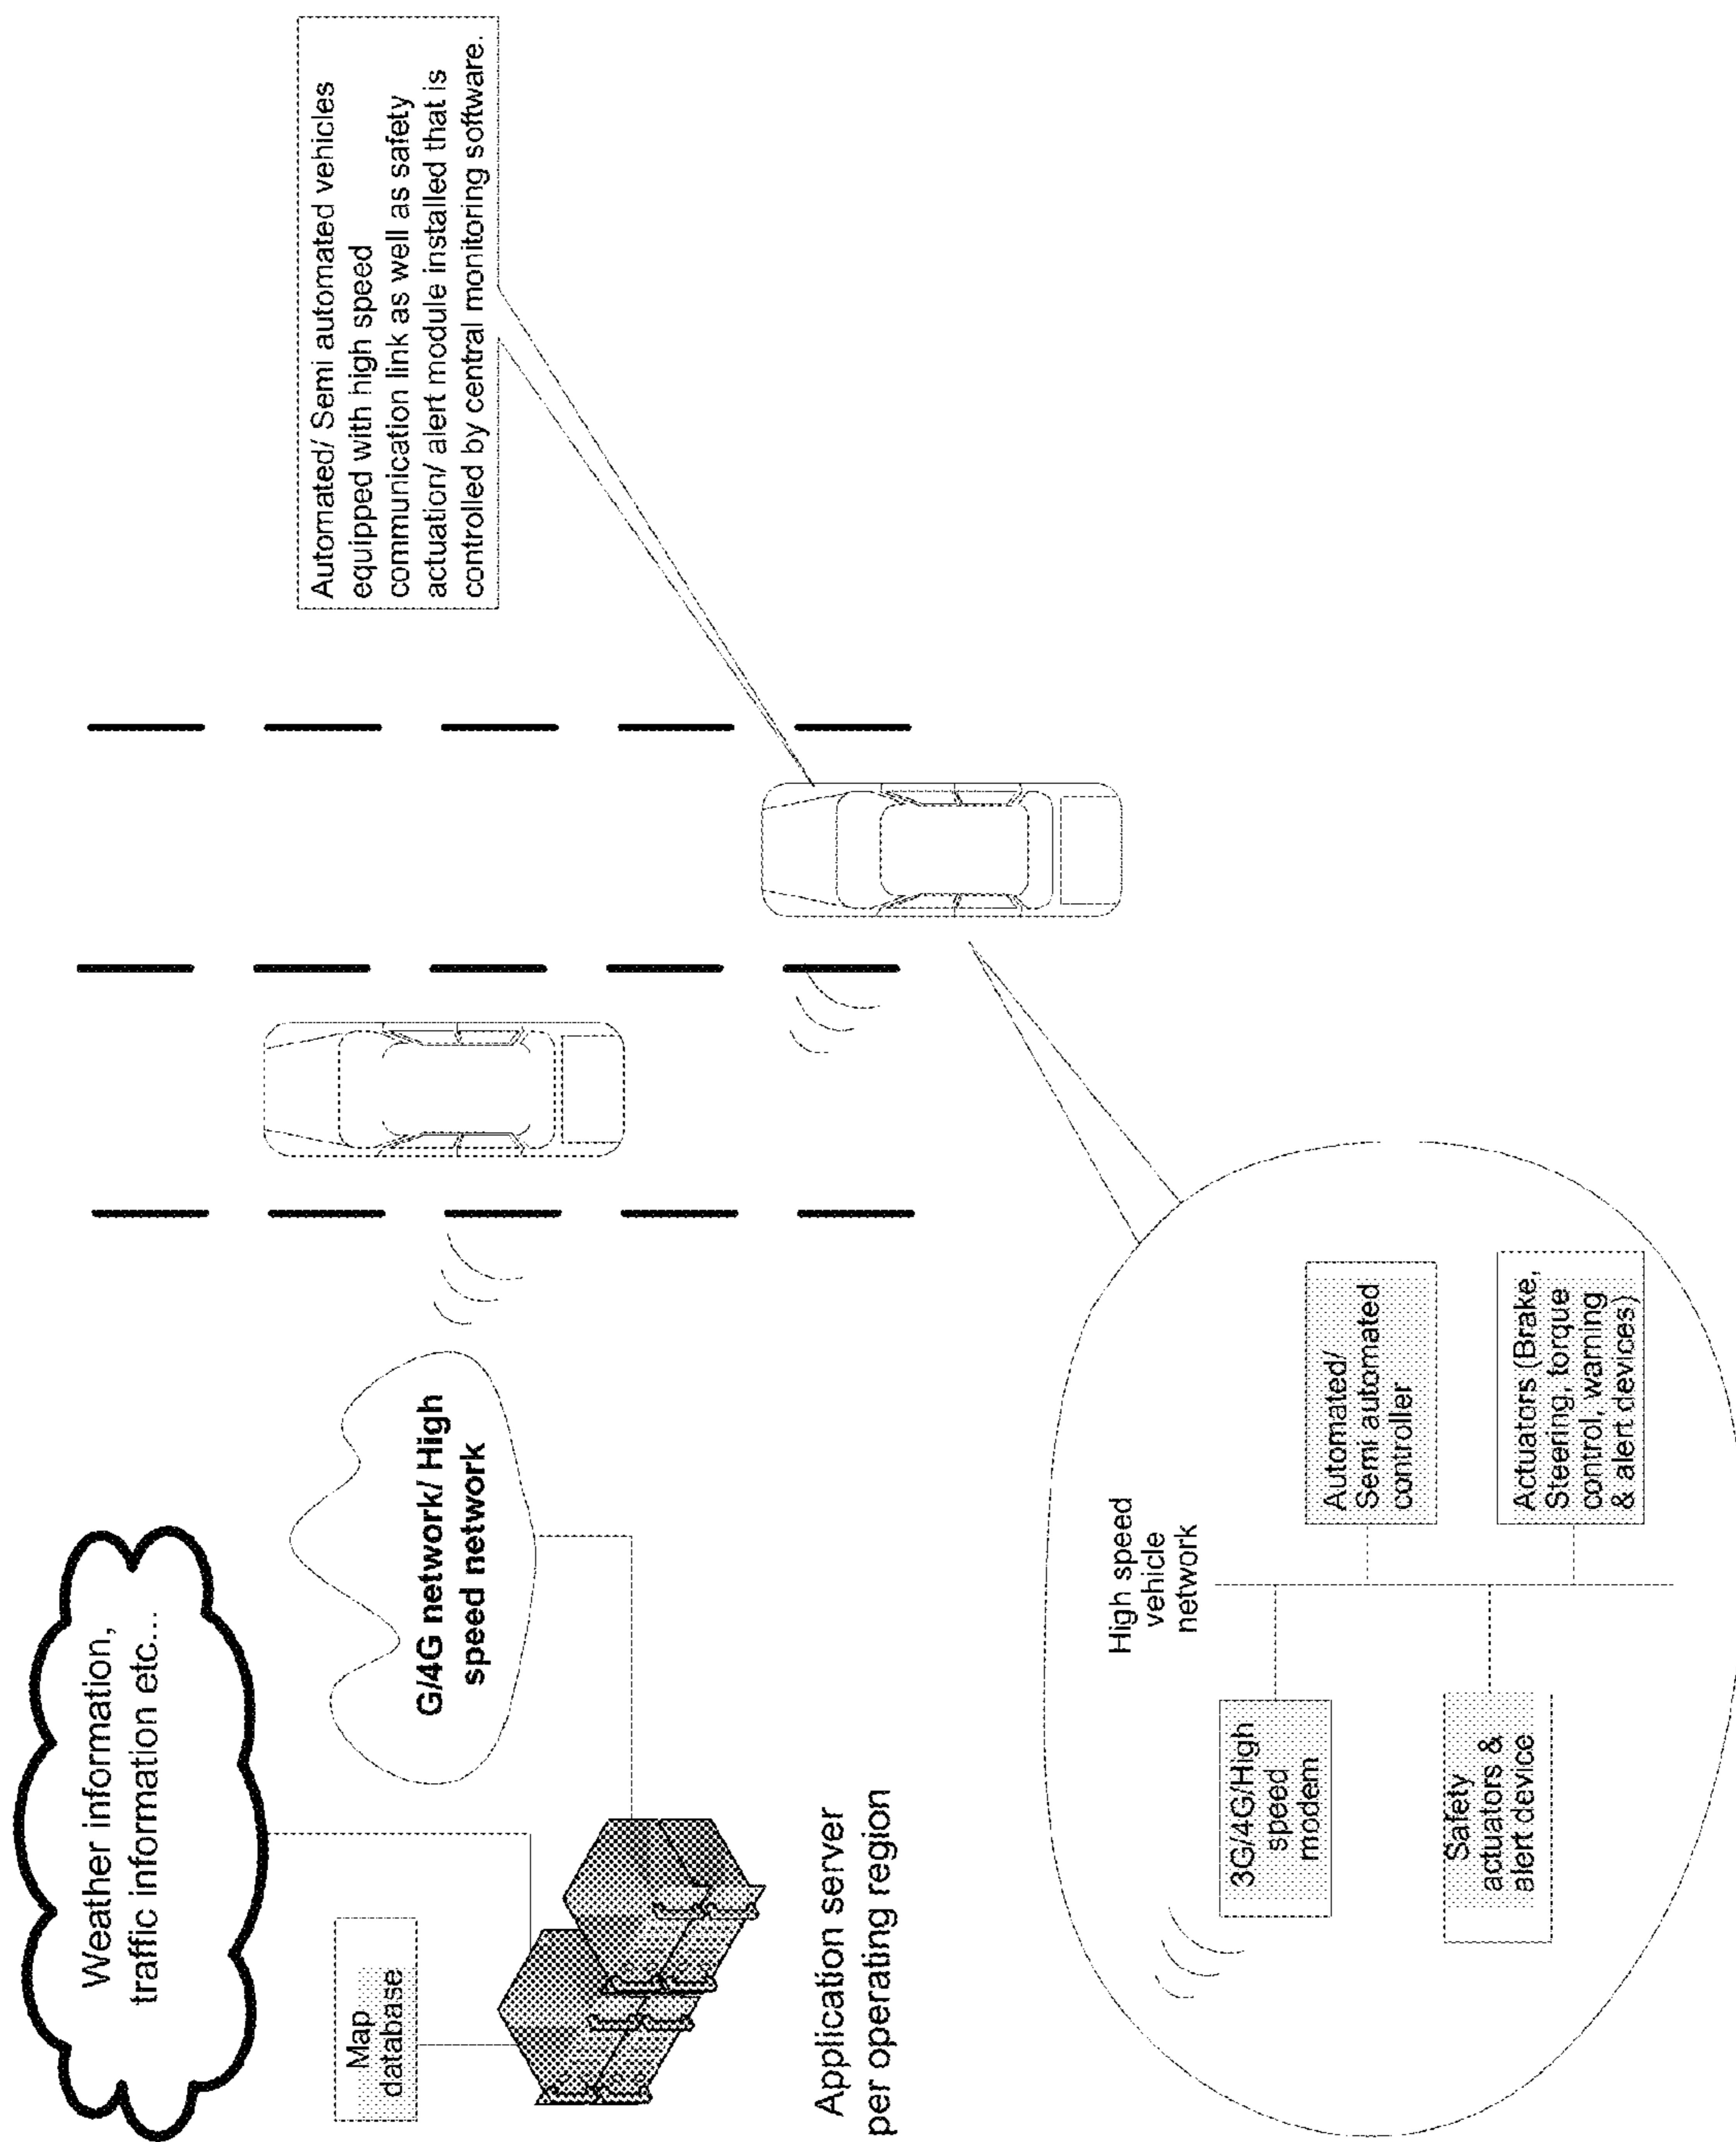 Weather information,
traffic information etc...
Map
database
G/4G network/ High
speed network
Application server
per operating region
Automated/ Semi automated vehicles
equipped with high speed
communication link as well as safety
actuation/ alert module installed that is
controlled by central monitoring software.
High speed
vehicle
network
3G/4G/High
speed
modem
Automated/
Semi automated
controller
Safety
actuators &
alert device
Actuators (Brake,
Steering, torque
control, warning
& alert devices)